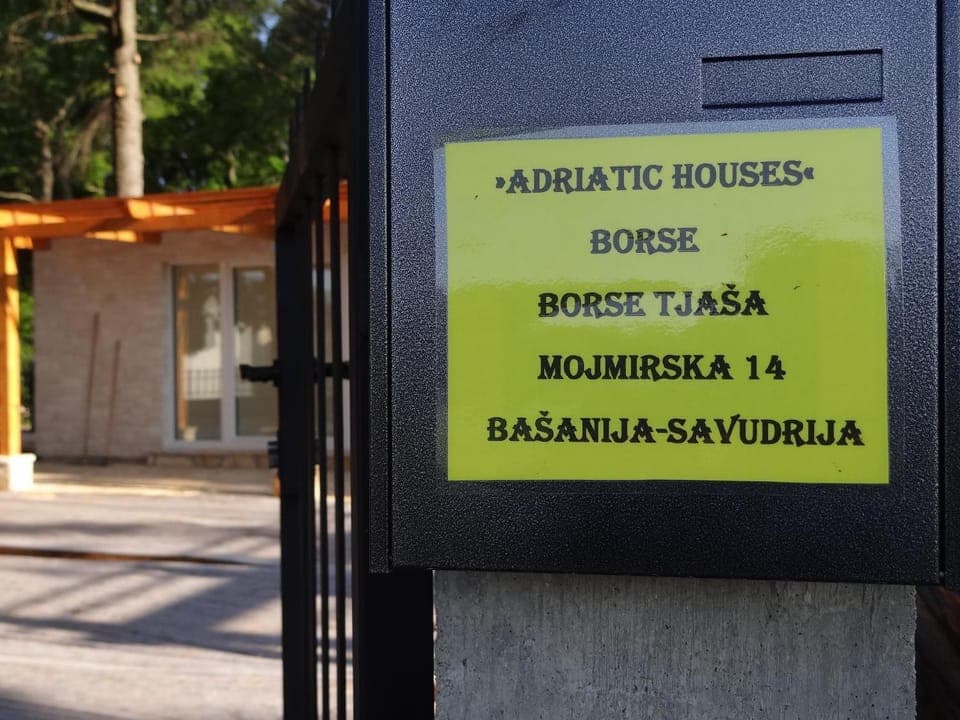 »ADRIATIC HOUSES«
BORSE
BORSE TJAŠA
MOJMIRSKA 14
BAŠANIJA-SAVUDRIJA